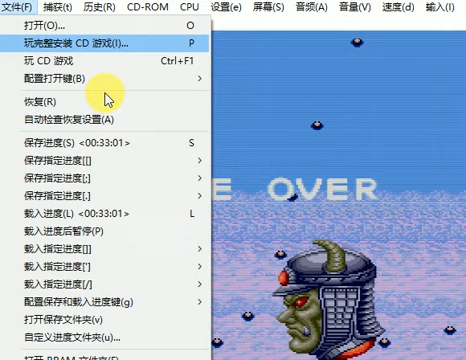 文件(F) 捕获(t) 历史(R) CD-ROM CPU 设置(e) 屏幕(S) 音频(A) 音量(V) 速度(d) 输入(I)
打开(O)... O
玩完整安装 CD 游戏(I)... P
玩 CD 游戏 Ctrl+F1
配置打开键(B)
恢复(R)
自动检查恢复设置(A)
保存进度(S) <00:33:01> S
保存指定进度[[]
保存指定进度[;]
保存指定进度[.]
载入进度(L) <00:33:01> L
载入进度后暂停(P)
载入指定进度[]]
载入指定进度[']
载入指定进度[/]
配置保存和载入进度键(g)
打开保存文件夹(v)
自定义进度文件夹(u)...
打开 BRAM 文件夹(E)
E OVER